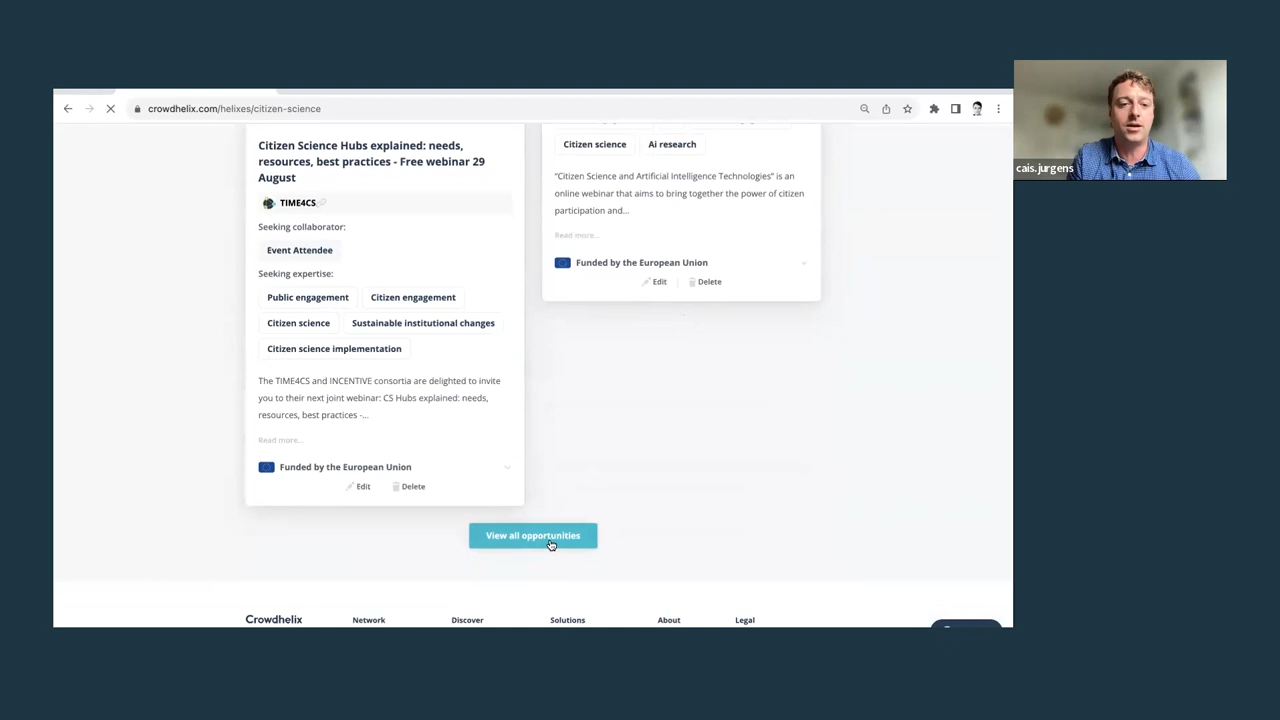 crowdhelix.com/helixes/citizen-science
cais.jurgens
Citizen Science Hubs explained: needs,
resources, best practices - Free webinar 29
August
TIME4CS
Seeking collaborator:
Event Attendee
Seeking expertise:
Public engagement
Citizen engagement
Citizen science
Sustainable institutional changes
Citizen science implementation
The TIME4CS and INCENTIVE consortia are delighted to invite
you to their next joint webinar: CS Hubs explained: needs,
resources, best practices -...
Read more...
Funded by the European Union
Edit
Delete
Citizen science
Ai research
“Citizen Science and Artificial Intelligence Technologies” is an
online webinar that aims to bring together the power of citizen
participation and...
Read more...
Funded by the European Union
Edit
Delete
View all opportunities
Crowdhelix
Network
Discover
Solutions
About
Legal